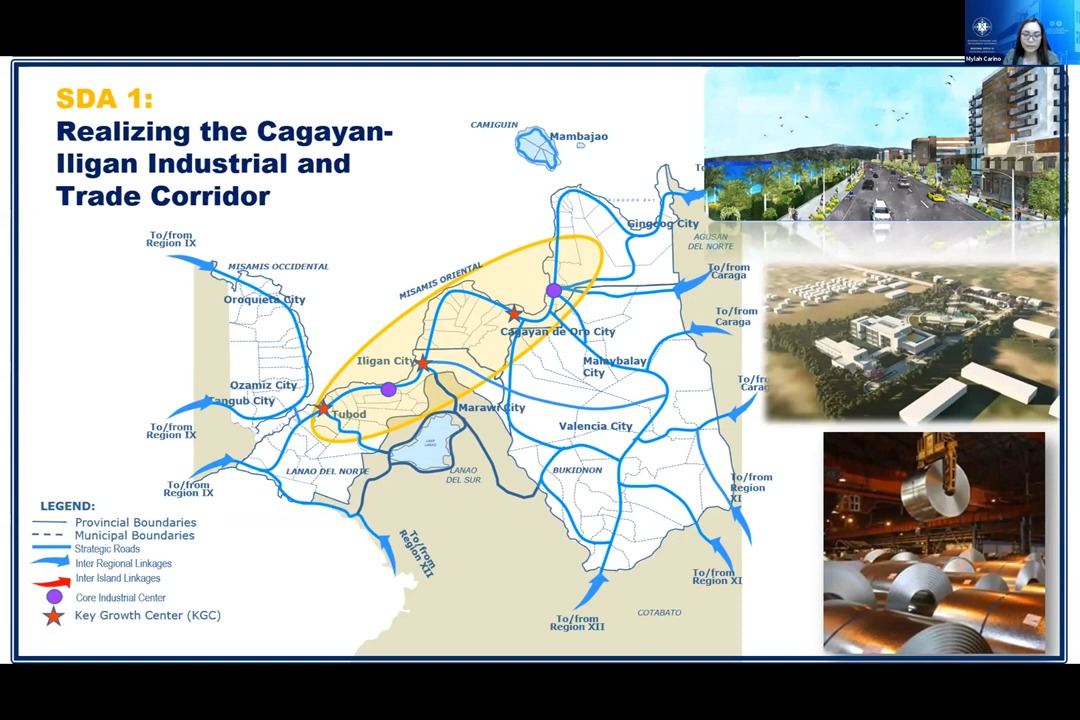 Mylah Carino
SDA 1:
Realizing the Cagayan-
Iligan Industrial and
Trade Corridor
CAMIGUIN
Mambajao
To/from
Region IX
MISAMIS OCCIDENTAL
Oroquieta City
MISAMIS ORIENTAL
Gingoog City
AGUSAN
DEL NORTE
To/from
Caraga
To/from
Caraga
Cagayan de Oro City
Iligan City
Malaybalay
City
Ozamiz City
Tangub City
Tubod
Marawi City
Valencia City
To/from
Region IX
LANAO DEL NORTE
LANAO
DEL SUR
BUKIDNON
To/from
Region IX
To/from
Region
XI
To/from
Region XII
To/from
Region XI
COTABATO
To/from
Region XII
LEGEND:
Provincial Boundaries
Municipal Boundaries
Strategic Roads
Inter Regional Linkages
Inter Island Linkages
Core Industrial Center
Key Growth Center (KGC)